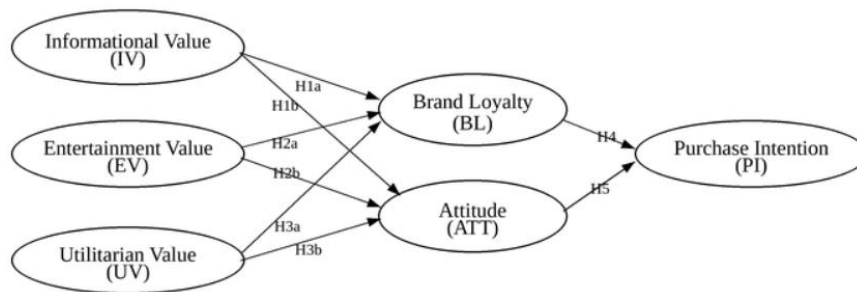 Informational Value
(IV)
H1a
H1b
Brand Loyalty
(BL)
Entertainment Value
(EV)
H2a
H2b
H4
Purchase Intention
(PI)
H5
Attitude
(ATT)
H3a
H3b
Utilitarian Value
(UV)